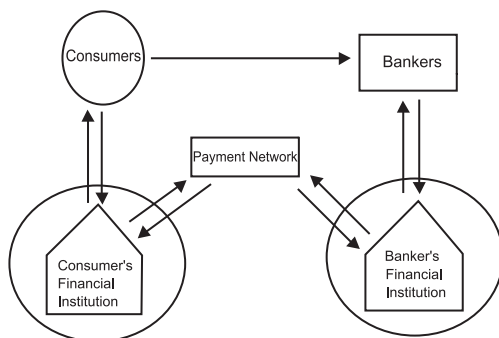 Consumers
Bankers
Payment Network
Consumer's
Financial
Institution
Banker's
Financial
Institution